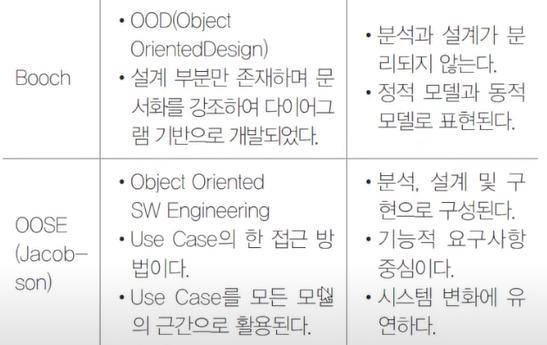 Booch
• OOD(Object
OrientedDesign)
• 설계 부분만 존재하며 문
서화를 강조하여 다이어그
램 기반으로 개발되었다.
• 분석과 설계가 분
리되지 않는다.
• 정적 모델과 동적
모델로 표현된다.
OOSE
(Jacob-
son)
• Object Oriented
SW Engineering
• Use Case의 한 접근 방
법이다.
• Use Case를 모든 모델
의 근간으로 활용된다.
• 분석, 설계 및 구
현으로 구성된다.
• 기능적 요구사항
중심이다.
• 시스템 변화에 유
연하다.